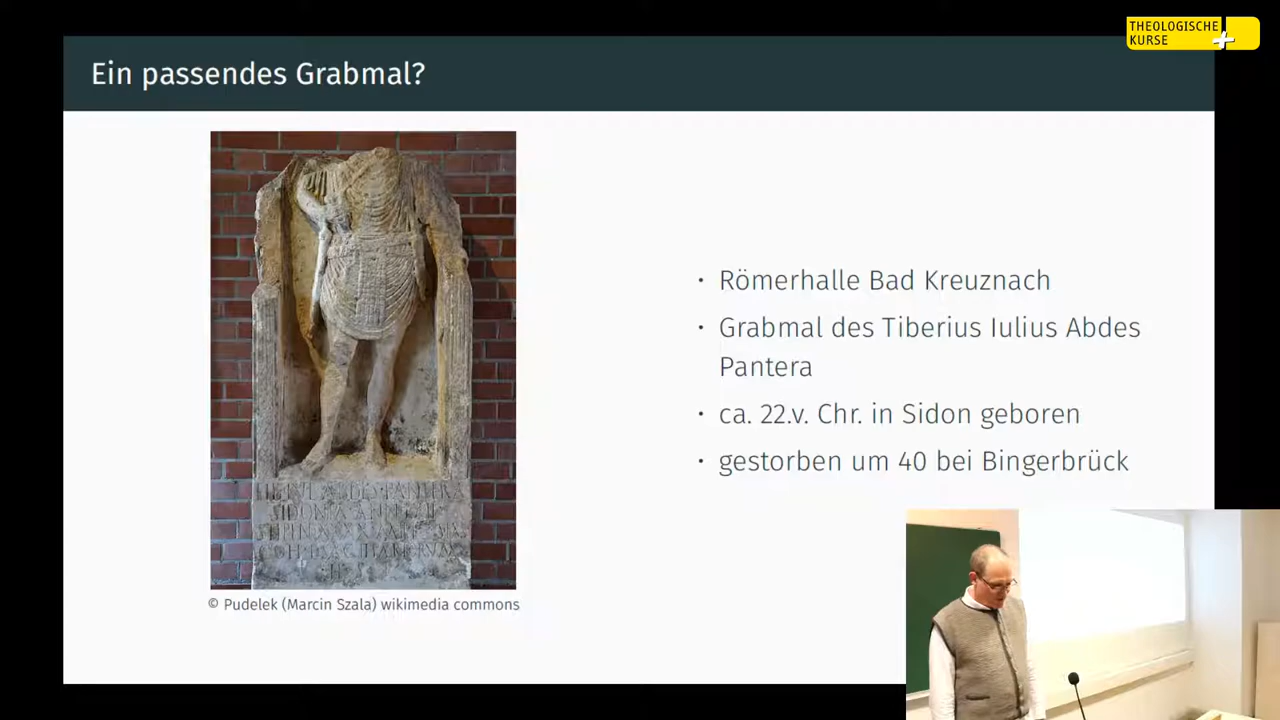 THEOLOGISCHE
KURSE
Ein passendes Grabmal?
· Römerhalle Bad Kreuznach
· Grabmal des Tiberius Iulius Abdes
Pantera
· ca. 22.v. Chr. in Sidon geboren
· gestorben um 40 bei Bingerbrück
© Pudelek (Marcin Szala) wikimedia commons